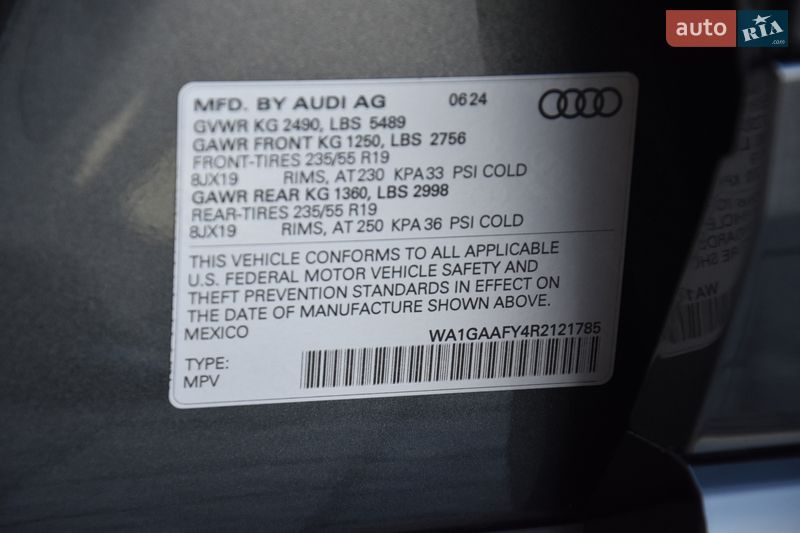 auto RIA
.com
MFD. BY AUDI AG 06 24
GVWR KG 2490, LBS 5489
GAWR FRONT KG 1250, LBS 2756
FRONT-TIRES 235/55 R19
8JX19 RIMS, AT 230 KPA 33 PSI COLD
GAWR REAR KG 1360, LBS 2998
REAR-TIRES 235/55 R19
8JX19 RIMS, AT 250 KPA 36 PSI COLD
THIS VEHICLE CONFORMS TO ALL APPLICABLE
U.S. FEDERAL MOTOR VEHICLE SAFETY AND
THEFT PREVENTION STANDARDS IN EFFECT ON
THE DATE OF MANUFACTURE SHOWN ABOVE.
MEXICO WA1GAAFY4R2121785
TYPE:
MPV